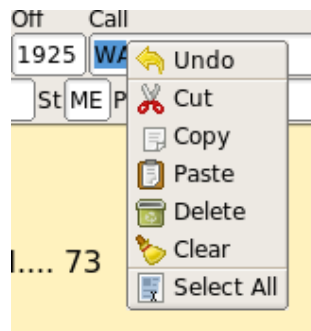 Off Call
1925 WA
Undo
St ME P
Cut
Copy
Paste
Delete
.... 73
Clear
Select All